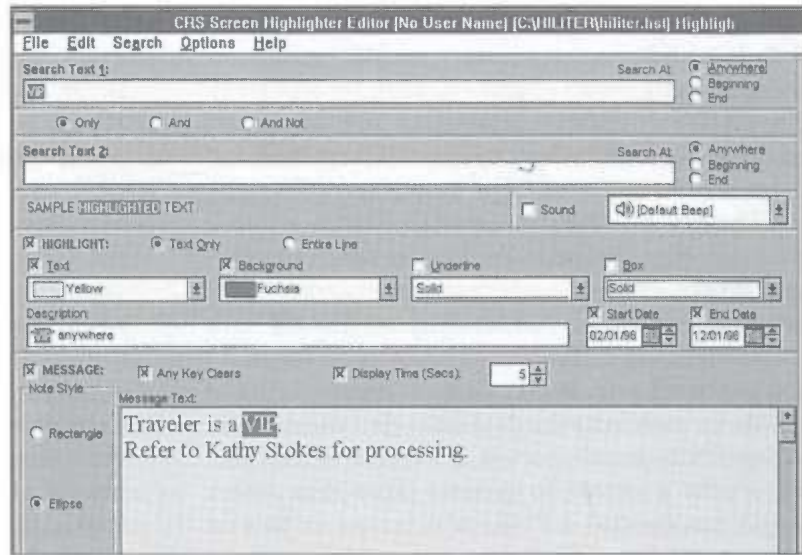 CRS Screen Highlighter Editor [No User Name] [C:\HILITER\hiliter.hst] Highligh
File Edit Search Options Help
Search Text 1: Search At: Anywhere
VIP Beginning
End
Only And And Not
Search Text 2: Search At: Anywhere
Beginning
End
SAMPLE HIGHLIGHTED TEXT Sound [Default Beep]
HIGHLIGHT: Text Only Entire Line
Text Background Underline Box
Yellow Fuchsia Solid Solid
Description: Start Date End Date
anywhere 02/01/96 12/01/96
MESSAGE: Any Key Clears Display Time (Secs): 5
Note Style: Message Text:
Rectangle Traveler is a VIP.
Refer to Kathy Stokes for processing.
Ellipse